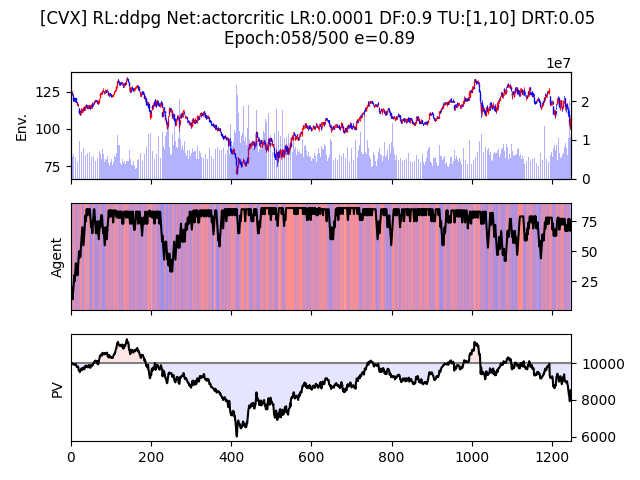 [CVX] RL:ddpg Net:actorcritic LR:0.0001 DF:0.9 TU:[1,10] DRT:0.05
Epoch:058/500 e=0.89
1e7
Env.
125
100
75
2
1
0
Agent
75
50
25
PV
10000
8000
6000
0 200 400 600 800 1000 1200